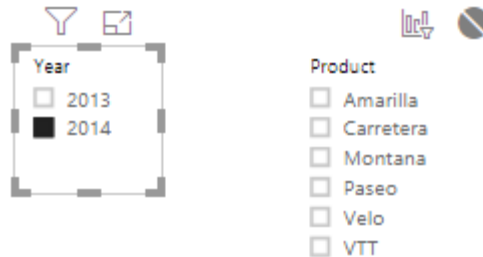 Year
2013
2014
Product
Amarilla
Carretera
Montana
Paseo
Velo
VTT